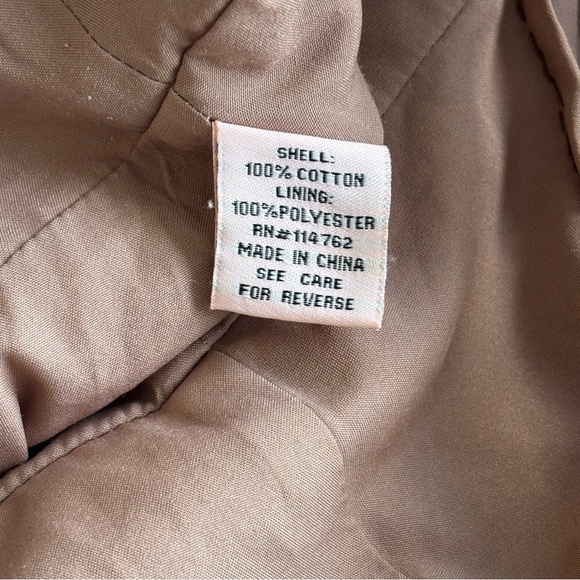 SHELL:
100% COTTON
LINING:
100%POLYESTER
RN#114762
MADE IN CHINA
SEE CARE
FOR REVERSE